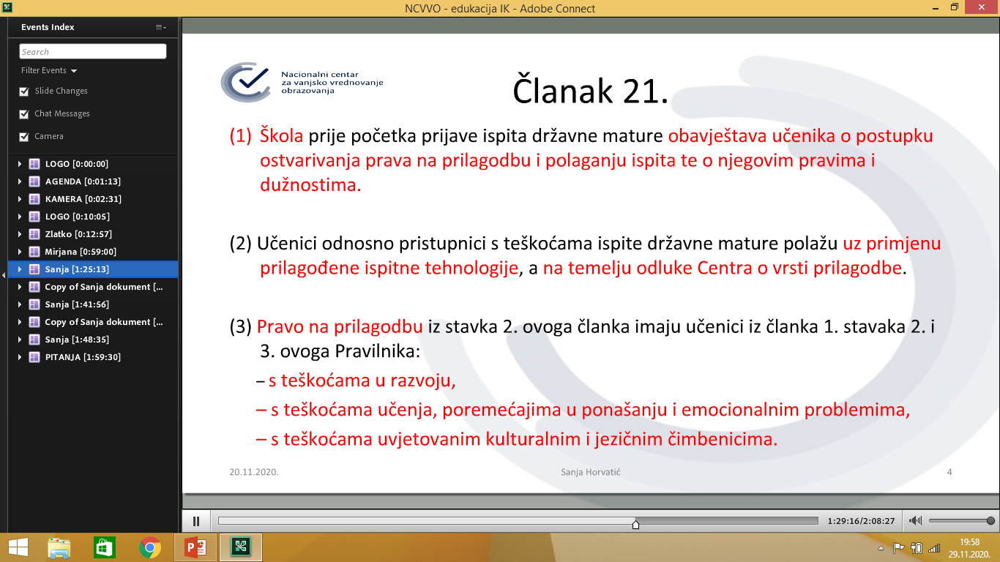 NCVVO - edukacija IK - Adobe Connect
Events Index
Search
Filter Events
Slide Changes
Chat Messages
Camera
LOGO [0:00:00]
AGENDA [0:01:13]
KAMERA [0:02:31]
LOGO [0:10:05]
Zlatko [0:12:57]
Mirjana [0:59:00]
Sanja [1:25:13]
Copy of Sanja dokument [...
Sanja [1:41:56]
Copy of Sanja dokument [...
Sanja [1:48:35]
PITANJA [1:59:30]
Nacionalni centar
za vanjsko vrednovanje
obrazovanja
Članak 21.
(1) Škola prije početka prijave ispita državne mature obavještava učenika o postupku
ostvarivanja prava na prilagodbu i polaganju ispita te o njegovim pravima i
dužnostima.
(2) Učenici odnosno pristupnici s teškoćama ispite državne mature polažu uz primjenu
prilagođene ispitne tehnologije, a na temelju odluke Centra o vrsti prilagodbe.
(3) Pravo na prilagodbu iz stavka 2. ovoga članka imaju učenici iz članka 1. stavaka 2. i
3. ovoga Pravilnika:
– s teškoćama u razvoju,
– s teškoćama učenja, poremećajima u ponašanju i emocionalnim problemima,
– s teškoćama uvjetovanim kulturalnim i jezičnim čimbenicima.
20.11.2020.
Sanja Horvatić
4
1:29:16/2:08:27
19:58
29.11.2020.